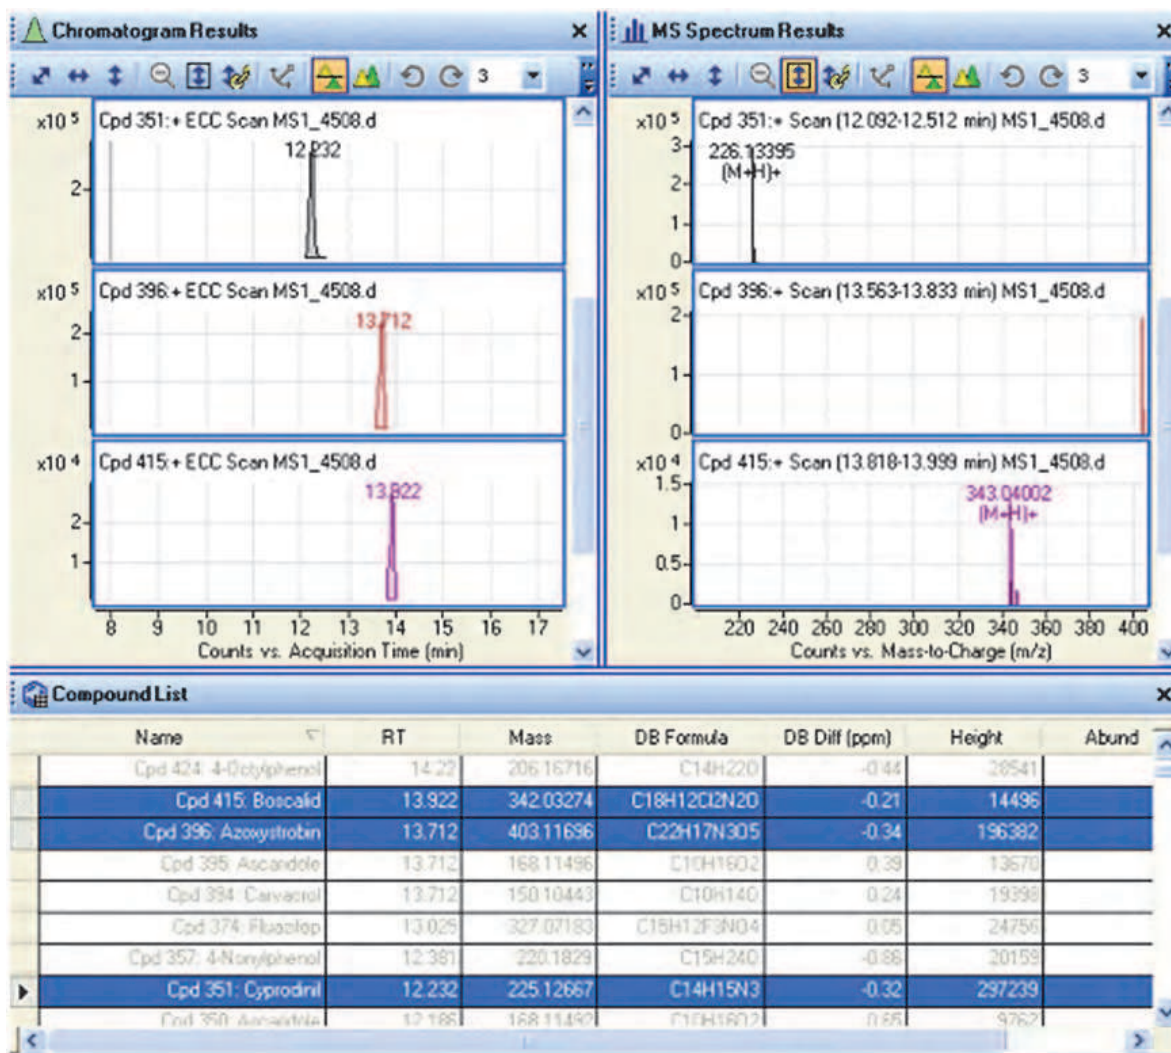 Chromatogram Results
3
x10 5
Cpd 351:+ ECC Scan MS1_4508.d
12.232
2
x10 5
Cpd 396:+ ECC Scan MS1_4508.d
13.712
2
1
x10 4
Cpd 415:+ ECC Scan MS1_4508.d
13.922
2
1
8 9 10 11 12 13 14 15 16 17
Counts vs. Acquisition Time (min)
MS Spectrum Results
3
x10 5
Cpd 351:+ Scan (12.092-12.512 min) MS1_4508.d
3
226.13395
(M+H)+
2
1
0
x10 5
Cpd 396:+ Scan (13.563-13.833 min) MS1_4508.d
2
1
0
x10 4
Cpd 415:+ Scan (13.818-13.999 min) MS1_4508.d
1.5
343.04002
(M+H)+
1
0.5
0
220 240 260 280 300 320 340 360 380 400
Counts vs. Mass-to-Charge (m/z)
Compound List
Name RT Mass DB Formula DB Diff (ppm) Height Abund
Cpd 424: 4-Octylphenol 14.22 206.16716 C14H22O -0.44 28541
Cpd 415: Boscalid 13.922 342.03274 C18H12Cl2N2O -0.21 14496
Cpd 396: Azoxystrobin 13.712 403.11696 C22H17N3O5 -0.34 196382
Cpd 395: Ascaridole 13.712 168.11496 C10H16O2 0.39 13670
Cpd 394: Carvacrol 13.712 150.10443 C10H14O 0.24 19398
Cpd 374: 13.025 327.07183 C15H12F3NO4 0.05 24756
Cpd 357: 4-Nonylphenol 12.381 220.1829 C15H24O -0.86 20159
Cpd 351: Cyprodinil 12.232 225.12667 C14H15N3 -0.32 297239
Cpd 350: Ascaridole 12.186 168.11492 C10H16O2 0.65 9762